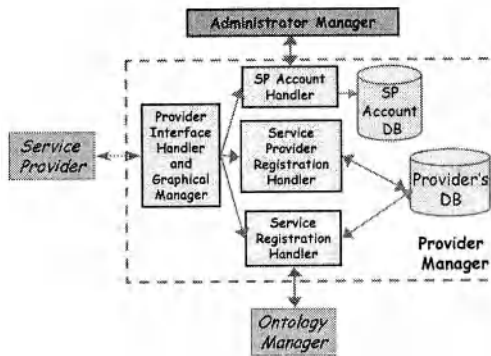 Administrator Manager
SP Account
Handler
SP
Account
DB
Provider
Interface
Handler
and
Graphical
Manager
Service
Provider
Service
Provider
Registration
Handler
Provider's
DB
Service
Registration
Handler
Provider
Manager
Ontology
Manager